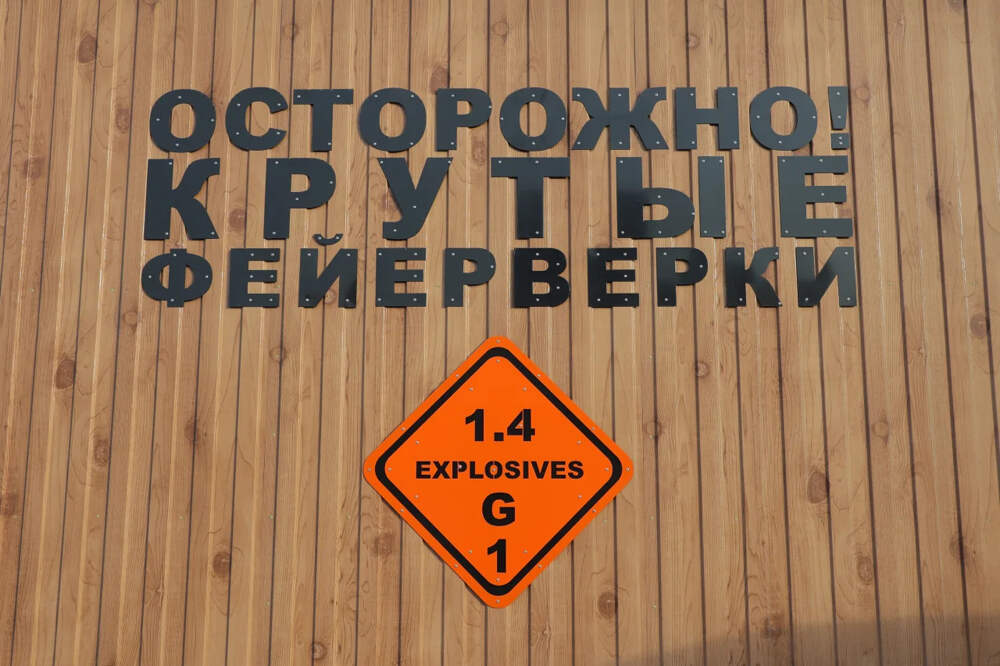 ОСТОРОЖНО!
КРУТЫЕ
ФЕЙЕРВЕРКИ
1.4
EXPLOSIVES
G
1